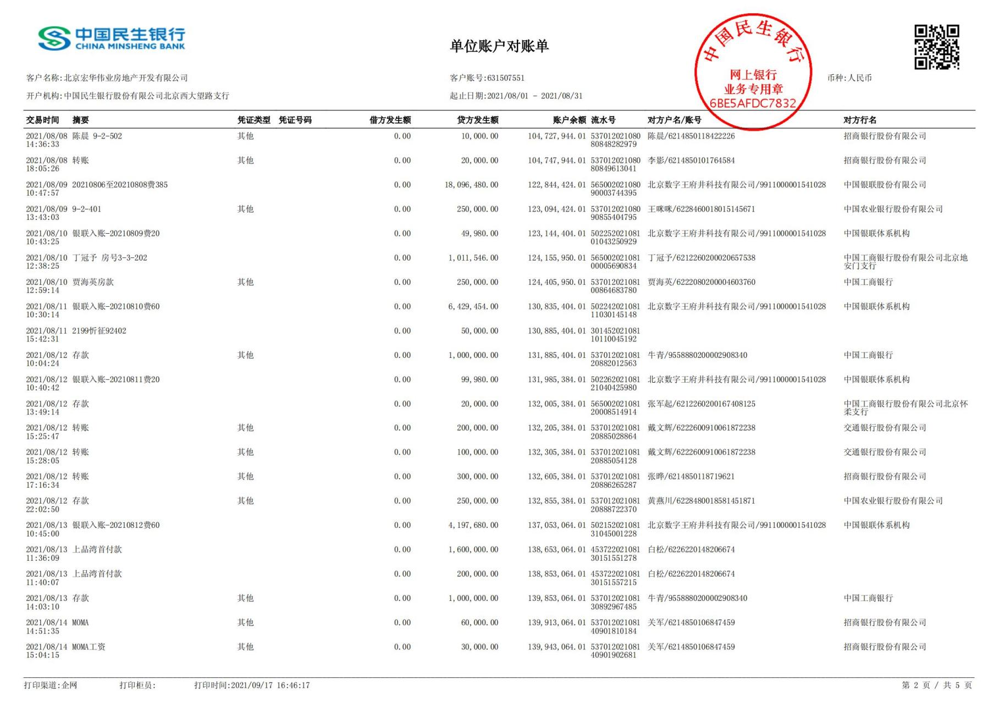 中国民生银行
CHINA MINSHENG BANK
单位账户对账单
中国民生银行
网上银行
业务专用章
6BE5AFDC7832
客户名称:北京宏华伟业房地产开发有限公司 客户账号:631507551 币种:人民币
开户机构:中国民生银行股份有限公司北京西大望路支行 起止日期:2021/08/01 - 2021/08/31
交易时间 摘要 凭证类型 凭证号码 借方发生额 贷方发生额 账户余额 流水号 对方户名/账号 对方行名
2021/08/08 陈晨 9-2-502 其他 0.00 10,000.00 104,727,944.01 537012021080 陈晨/6214850118422226 招商银行股份有限公司
14:36:33 80848282979
2021/08/08 转账 其他 0.00 20,000.00 104,747,944.01 537012021080 李影/6214850101764584 招商银行股份有限公司
18:05:26 80849613041
2021/08/09 20210806至20210808费385 0.00 18,096,480.00 122,844,424.01 565002021080 北京数字王府井科技有限公司/9911000001541028 中国银联股份有限公司
10:47:57 90003744395
2021/08/09 9-2-401 其他 0.00 250,000.00 123,094,424.01 537012021080 王咪咪/6228460018015145671 中国农业银行股份有限公司
13:43:03 90855404795
2021/08/10 银联入账-20210809费20 0.00 49,980.00 123,144,404.01 502252021081 北京数字王府井科技有限公司/9911000001541028 中国银联体系机构
10:43:25 01043250929
2021/08/10 丁冠予 房号3-3-202 0.00 1,011,546.00 124,155,950.01 565002021081 丁冠予/6212260200020657538 中国工商银行股份有限公司北京地
12:38:25 00005690834 安门支行
2021/08/10 贾海英房款 其他 0.00 250,000.00 124,405,950.01 537012021081 贾海英/6222080200004603760 中国工商银行
12:59:14 00864683780
2021/08/11 银联入账-20210810费60 0.00 6,429,454.00 130,835,404.01 502242021081 北京数字王府井科技有限公司/9911000001541028 中国银联体系机构
10:30:14 11030145148
2021/08/11 2199忻征92402 0.00 50,000.00 130,885,404.01 301452021081
15:42:31 10110045192
2021/08/12 存款 其他 0.00 1,000,000.00 131,885,404.01 537012021081 牛青/9558880200002908340 中国工商银行
10:04:24 20882012563
2021/08/12 银联入账-20210811费20 0.00 99,980.00 131,985,384.01 502262021081 北京数字王府井科技有限公司/9911000001541028 中国银联体系机构
10:40:42 21040425980
2021/08/12 存款 0.00 20,000.00 132,005,384.01 565002021081 张军起/6212260200167408125 中国工商银行股份有限公司北京怀
13:49:14 20008514914 柔支行
2021/08/12 转账 其他 0.00 200,000.00 132,205,384.01 537012021081 戴文辉/6222600910061872238 交通银行股份有限公司
15:25:47 20885028864
2021/08/12 转账 其他 0.00 100,000.00 132,305,384.01 537012021081 戴文辉/6222600910061872238 交通银行股份有限公司
15:28:05 20885054128
2021/08/12 转账 其他 0.00 300,000.00 132,605,384.01 537012021081 张晔/6214850118719621 招商银行股份有限公司
17:16:34 20886265287
2021/08/12 存款 其他 0.00 250,000.00 132,855,384.01 537012021081 黄燕川/6228480018581451871 中国农业银行股份有限公司
22:02:50 20888722370
2021/08/13 银联入账-20210812费60 0.00 4,197,680.00 137,053,064.01 502152021081 北京数字王府井科技有限公司/9911000001541028 中国银联体系机构
10:45:00 31045001228
2021/08/13 上品湾首付款 0.00 1,600,000.00 138,653,064.01 453722021081 白松/6226220148206674
11:36:09 30151551278
2021/08/13 上品湾首付款 0.00 200,000.00 138,853,064.01 453722021081 白松/6226220148206674
11:40:07 30151557215
2021/08/13 存款 其他 0.00 1,000,000.00 139,853,064.01 537012021081 牛青/9558880200002908340 中国工商银行
14:03:10 30892967485
2021/08/14 MOMA 其他 0.00 60,000.00 139,913,064.01 537012021081 关军/6214850106847459 招商银行股份有限公司
14:51:35 40901810184
2021/08/14 MOMA工资 其他 0.00 30,000.00 139,943,064.01 537012021081 关军/6214850106847459 招商银行股份有限公司
15:04:15 40901902681
打印渠道:企网 打印柜员: 打印时间:2021/09/17 16:46:17 第 2 页 / 共 5 页